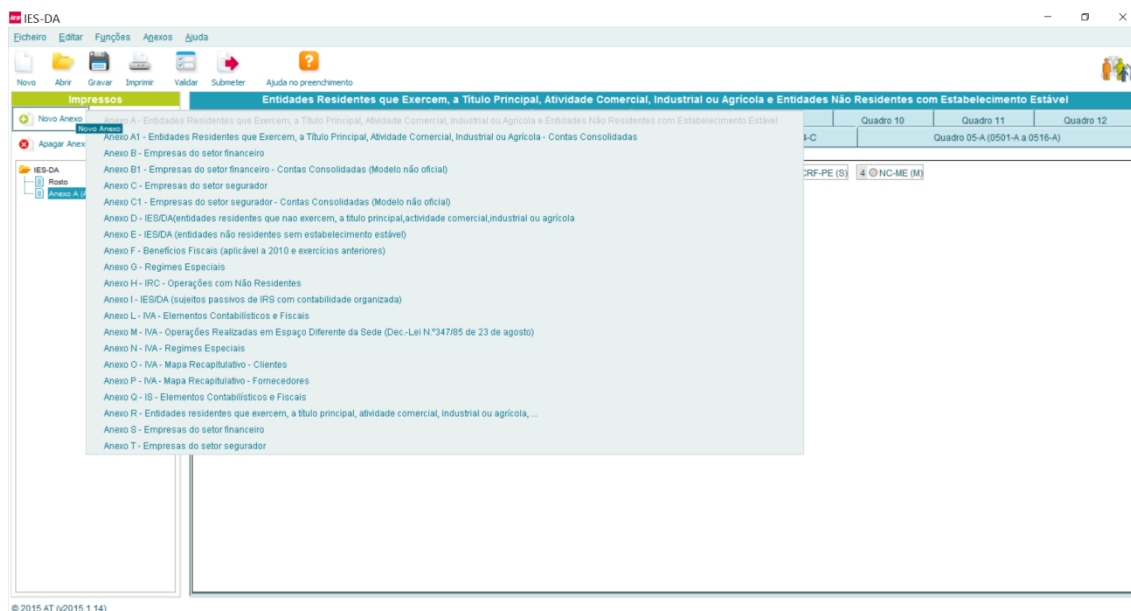 IES IES-DA
Ficheiro Editar Funções Anexos Ajuda
Novo Abrir Gravar Imprimir Validar Submeter Ajuda no preenchimento
Impressos
Entidades Residentes que Exercem, a Título Principal, Atividade Comercial, Industrial ou Agrícola e Entidades Não Residentes com Estabelecimento Estável
Novo Anexo
Novo Anexo
Apagar Anex
IES-DA
Rosto
Anexo A (A
Anexo A - Entidades Residentes que Exercem, a Título Principal, Atividade Comercial, Industrial ou Agrícola e Entidades Não Residentes com Estabelecimento Estável
Anexo A1 - Entidades Residentes que Exercem, a Título Principal, Atividade Comercial, Industrial ou Agrícola - Contas Consolidadas
Anexo B - Empresas do setor financeiro
Anexo B1 - Empresas do setor financeiro - Contas Consolidadas (Modelo não oficial)
Anexo C - Empresas do setor segurador
Anexo C1 - Empresas do setor segurador - Contas Consolidadas (Modelo não oficial)
Anexo D - IES/DA(entidades residentes que nao exercem, a titulo principal,actividade comercial,industrial ou agrícola
Anexo E - IES/DA (entidades não residentes sem estabelecimento estável)
Anexo F - Benefícios Fiscais (aplicável a 2010 e exercícios anteriores)
Anexo G - Regimes Especiais
Anexo H - IRC - Operações com Não Residentes
Anexo I - IES/DA (sujeitos passivos de IRS com contabilidade organizada)
Anexo L - IVA - Elementos Contabilísticos e Fiscais
Anexo M - IVA - Operações Realizadas em Espaço Diferente da Sede (Dec.-Lei N.º347/85 de 23 de agosto)
Anexo N - IVA - Regimes Especiais
Anexo O - IVA - Mapa Recapitulativo - Clientes
Anexo P - IVA - Mapa Recapitulativo - Fornecedores
Anexo Q - IS - Elementos Contabilísticos e Fiscais
Anexo R - Entidades residentes que exercem, a título principal, atividade comercial, industrial ou agrícola, ...
Anexo S - Empresas do setor financeiro
Anexo T - Empresas do setor segurador
Quadro 10 Quadro 11 Quadro 12
4-C Quadro 05-A (0501-A a 0516-A)
CRF-PE (S) 4 NC-ME (M)
© 2015 AT (v2015.1.14)